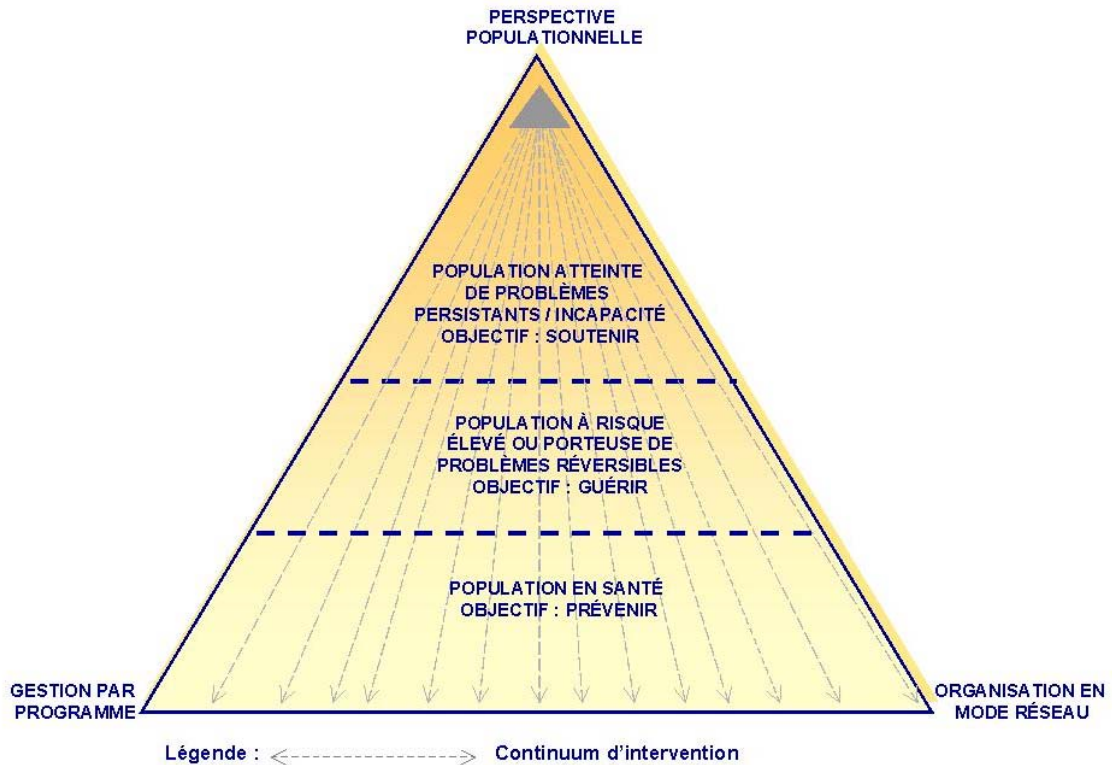 PERSPECTIVE
POPULATIONNELLE
POPULATION ATTEINTE
DE PROBLÈMES
PERSISTANTS / INCAPACITÉ
OBJECTIF : SOUTENIR
POPULATION À RISQUE
ÉLEVÉ OU PORTEUSE DE
PROBLÈMES RÉVERSIBLES
OBJECTIF : GUÉRIR
POPULATION EN SANTÉ
OBJECTIF : PRÉVENIR
GESTION PAR
PROGRAMME
ORGANISATION EN
MODE RÉSEAU
Légende : Continuum d'intervention